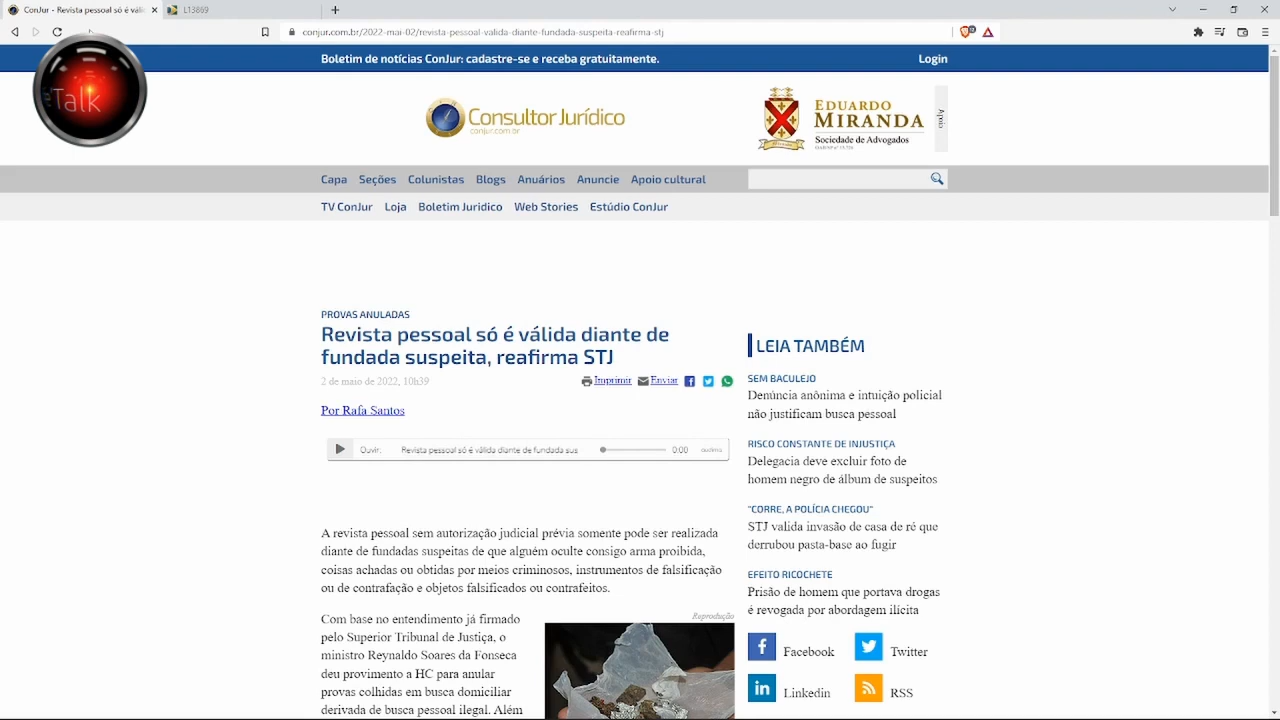 ConJur - Revista pessoal só é váli
L13869
conjur.com.br/2022-mai-02/revista-pessoal-valida-diante-fundada-suspeita-reafirma-stj
Talk
Boletim de notícias ConJur: cadastre-se e receba gratuitamente.
Login
Consultor Jurídico
conjur.com.br
EDUARDO
MIRANDA
Sociedade de Advogados
Apoio
Capa Seções Colunistas Blogs Anuários Anuncie Apoio cultural
TV ConJur Loja Boletim Juridico Web Stories Estúdio ConJur
PROVAS ANULADAS
Revista pessoal só é válida diante de
fundada suspeita, reafirma STJ
2 de maio de 2022, 10h39
Imprimir Enviar
Por Rafa Santos
Ouvir: Revista pessoal só é válida diante de fundada sus 0:00 audima
A revista pessoal sem autorização judicial prévia somente pode ser realizada
diante de fundadas suspeitas de que alguém oculte consigo arma proibida,
coisas achadas ou obtidas por meios criminosos, instrumentos de falsificação
ou de contrafação e objetos falsificados ou contrafeitos.
Reprodução
Com base no entendimento já firmado
pelo Superior Tribunal de Justiça, o
ministro Reynaldo Soares da Fonseca
deu provimento a HC para anular
provas colhidas em busca domiciliar
derivada de busca pessoal ilegal. Além
LEIA TAMBÉM
SEM BACULEJO
Denúncia anônima e intuição policial
não justificam busca pessoal
RISCO CONSTANTE DE INJUSTIÇA
Delegacia deve excluir foto de
homem negro de álbum de suspeitos
"CORRE, A POLÍCIA CHEGOU"
STJ valida invasão de casa de ré que
derrubou pasta-base ao fugir
EFEITO RICOCHETE
Prisão de homem que portava drogas
é revogada por abordagem ilícita
Facebook
Twitter
Linkedin
RSS